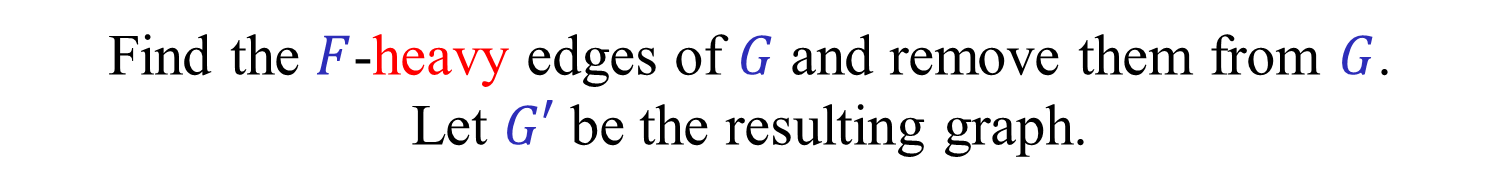 Find the F-heavy edges of G and remove them from G.
Let G′ be the resulting graph.